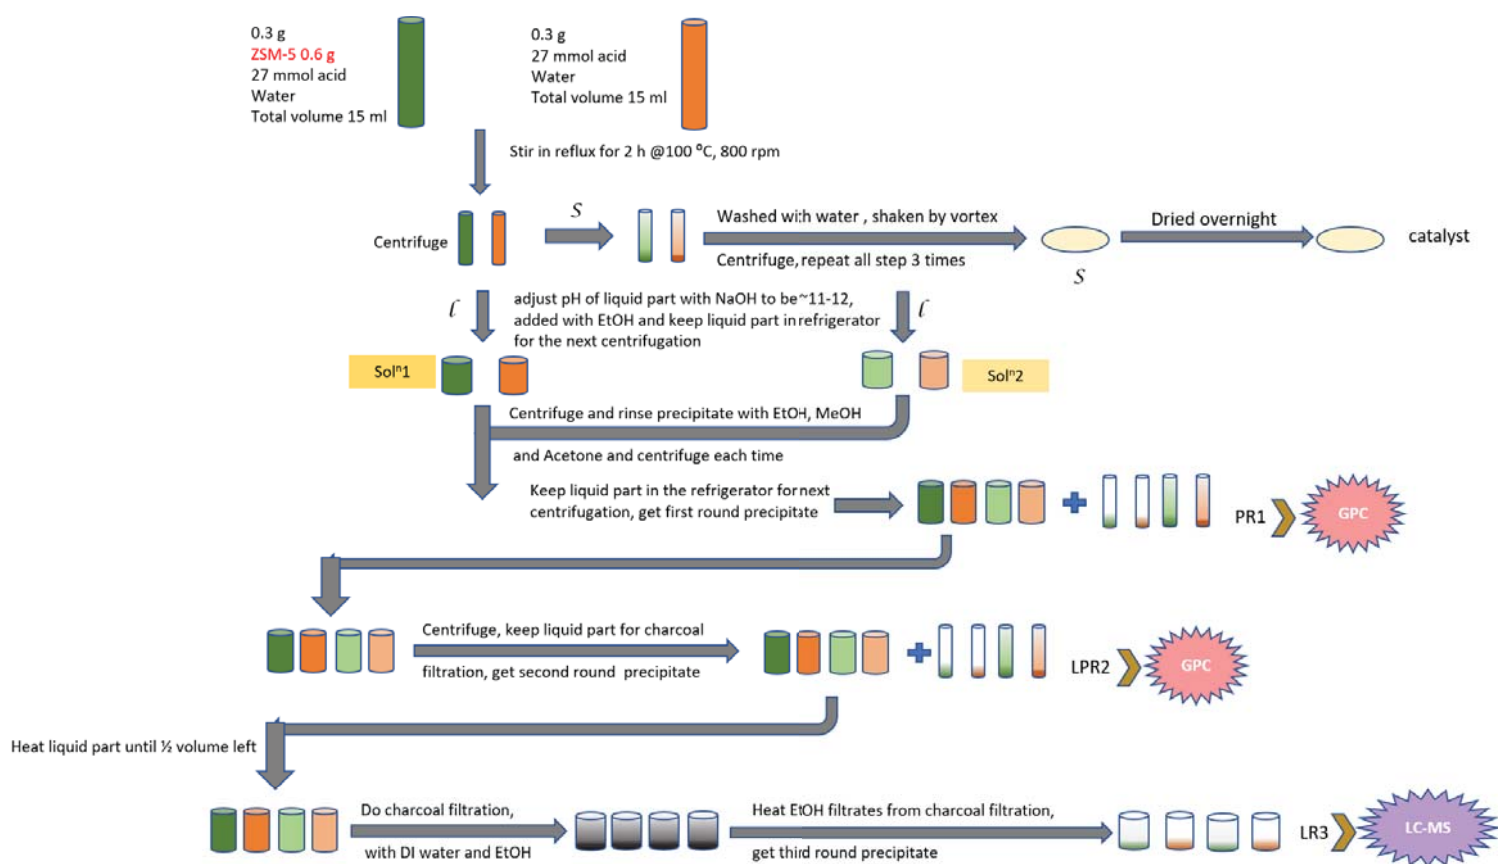 0.3 g
ZSM-5 0.6 g
27 mmol acid
Water
Total volume 15 ml
0.3 g
27 mmol acid
Water
Total volume 15 ml
Stir in reflux for 2 h @100 ⁰C, 800 rpm
Centrifuge
S
Washed with water , shaken by vortex
Centrifuge, repeat all step 3 times
S
Dried overnight
catalyst
l
adjust pH of liquid part with NaOH to be ~11-12,
added with EtOH and keep liquid part in refrigerator
for the next centrifugation
l
Solⁿ1
Solⁿ2
Centrifuge and rinse precipitate with EtOH, MeOH
and Acetone and centrifuge each time
Keep liquid part in the refrigerator for next
centrifugation, get first round precipitate
PR1
GPC
Centrifuge, keep liquid part for charcoal
filtration, get second round precipitate
LPR2
GPC
Heat liquid part until ½ volume left
Do charcoal filtration,
with DI water and EtOH
Heat EtOH filtrates from charcoal filtration,
get third round precipitate
LR3
LC-MS